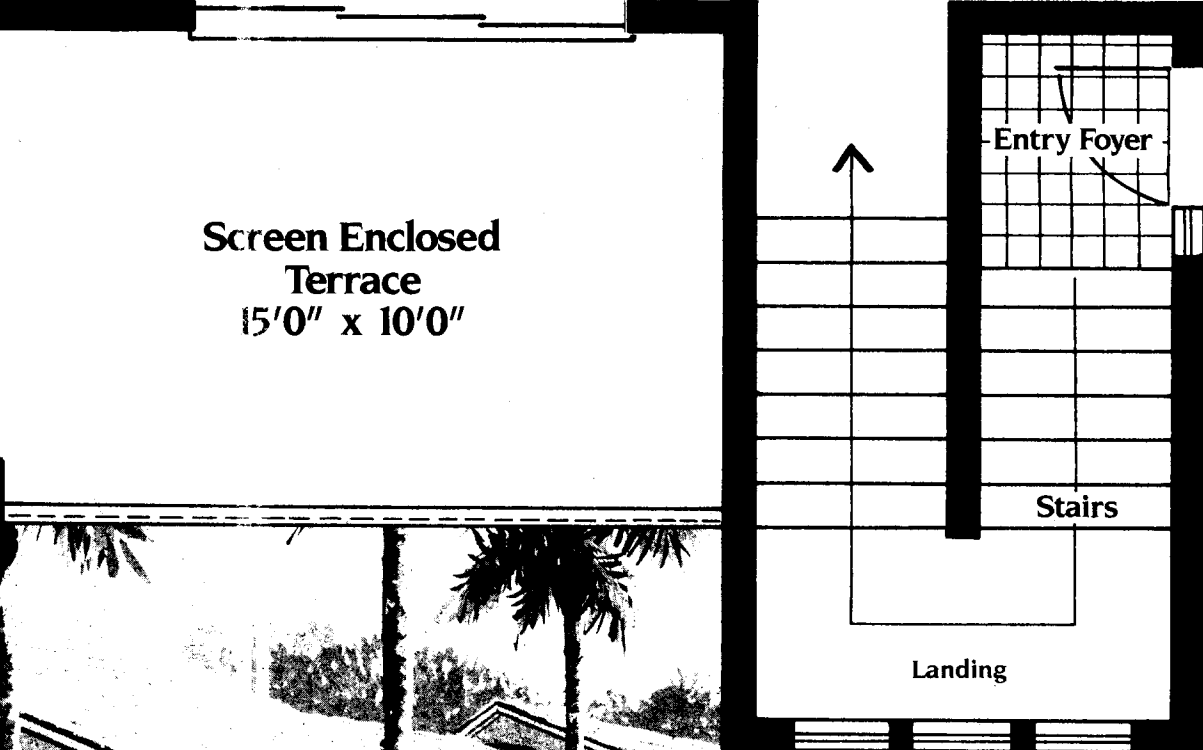 Entry Foyer
Screen Enclosed
Terrace
15'0" x 10'0"
Stairs
Landing